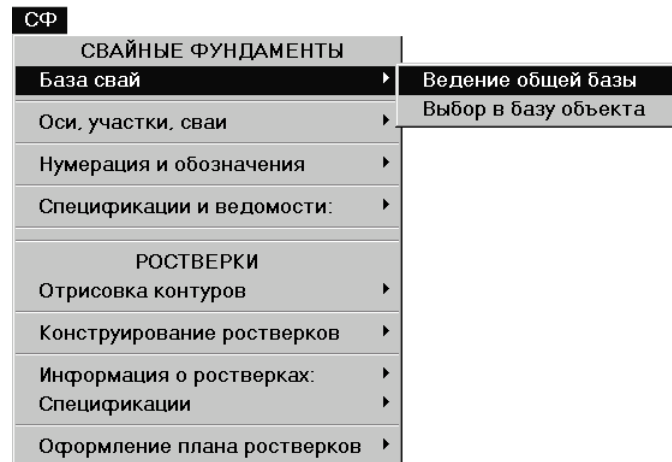 СФ
СВАЙНЫЕ ФУНДАМЕНТЫ
База свай
Ведение общей базы
Выбор в базу объекта
Оси, участки, сваи
Нумерация и обозначения
Спецификации и ведомости:
РОСТВЕРКИ
Отрисовка контуров
Конструирование ростверков
Информация о ростверках:
Спецификации
Оформление плана ростверков